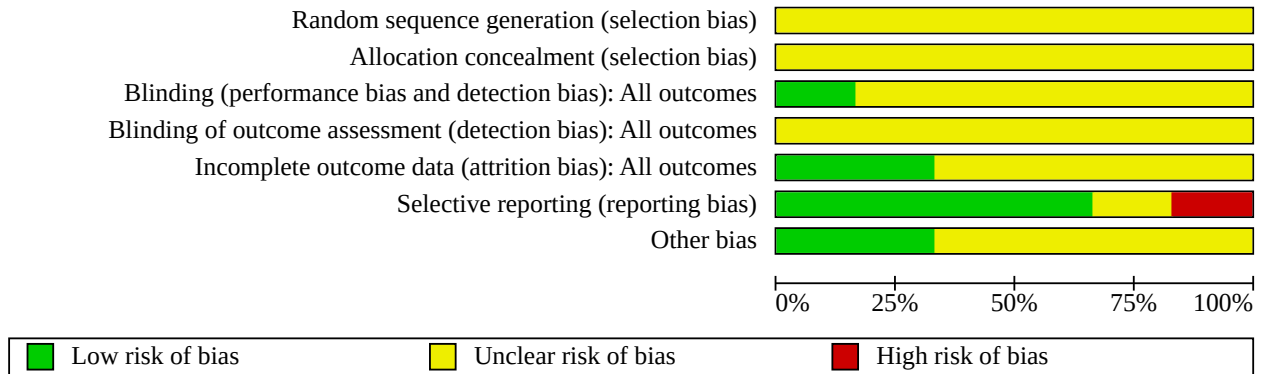 Random sequence generation (selection bias)
Allocation concealment (selection bias)
Blinding (performance bias and detection bias): All outcomes
Blinding of outcome assessment (detection bias): All outcomes
Incomplete outcome data (attrition bias): All outcomes
Selective reporting (reporting bias)
Other bias
0% 25% 50% 75% 100%
Low risk of bias Unclear risk of bias High risk of bias